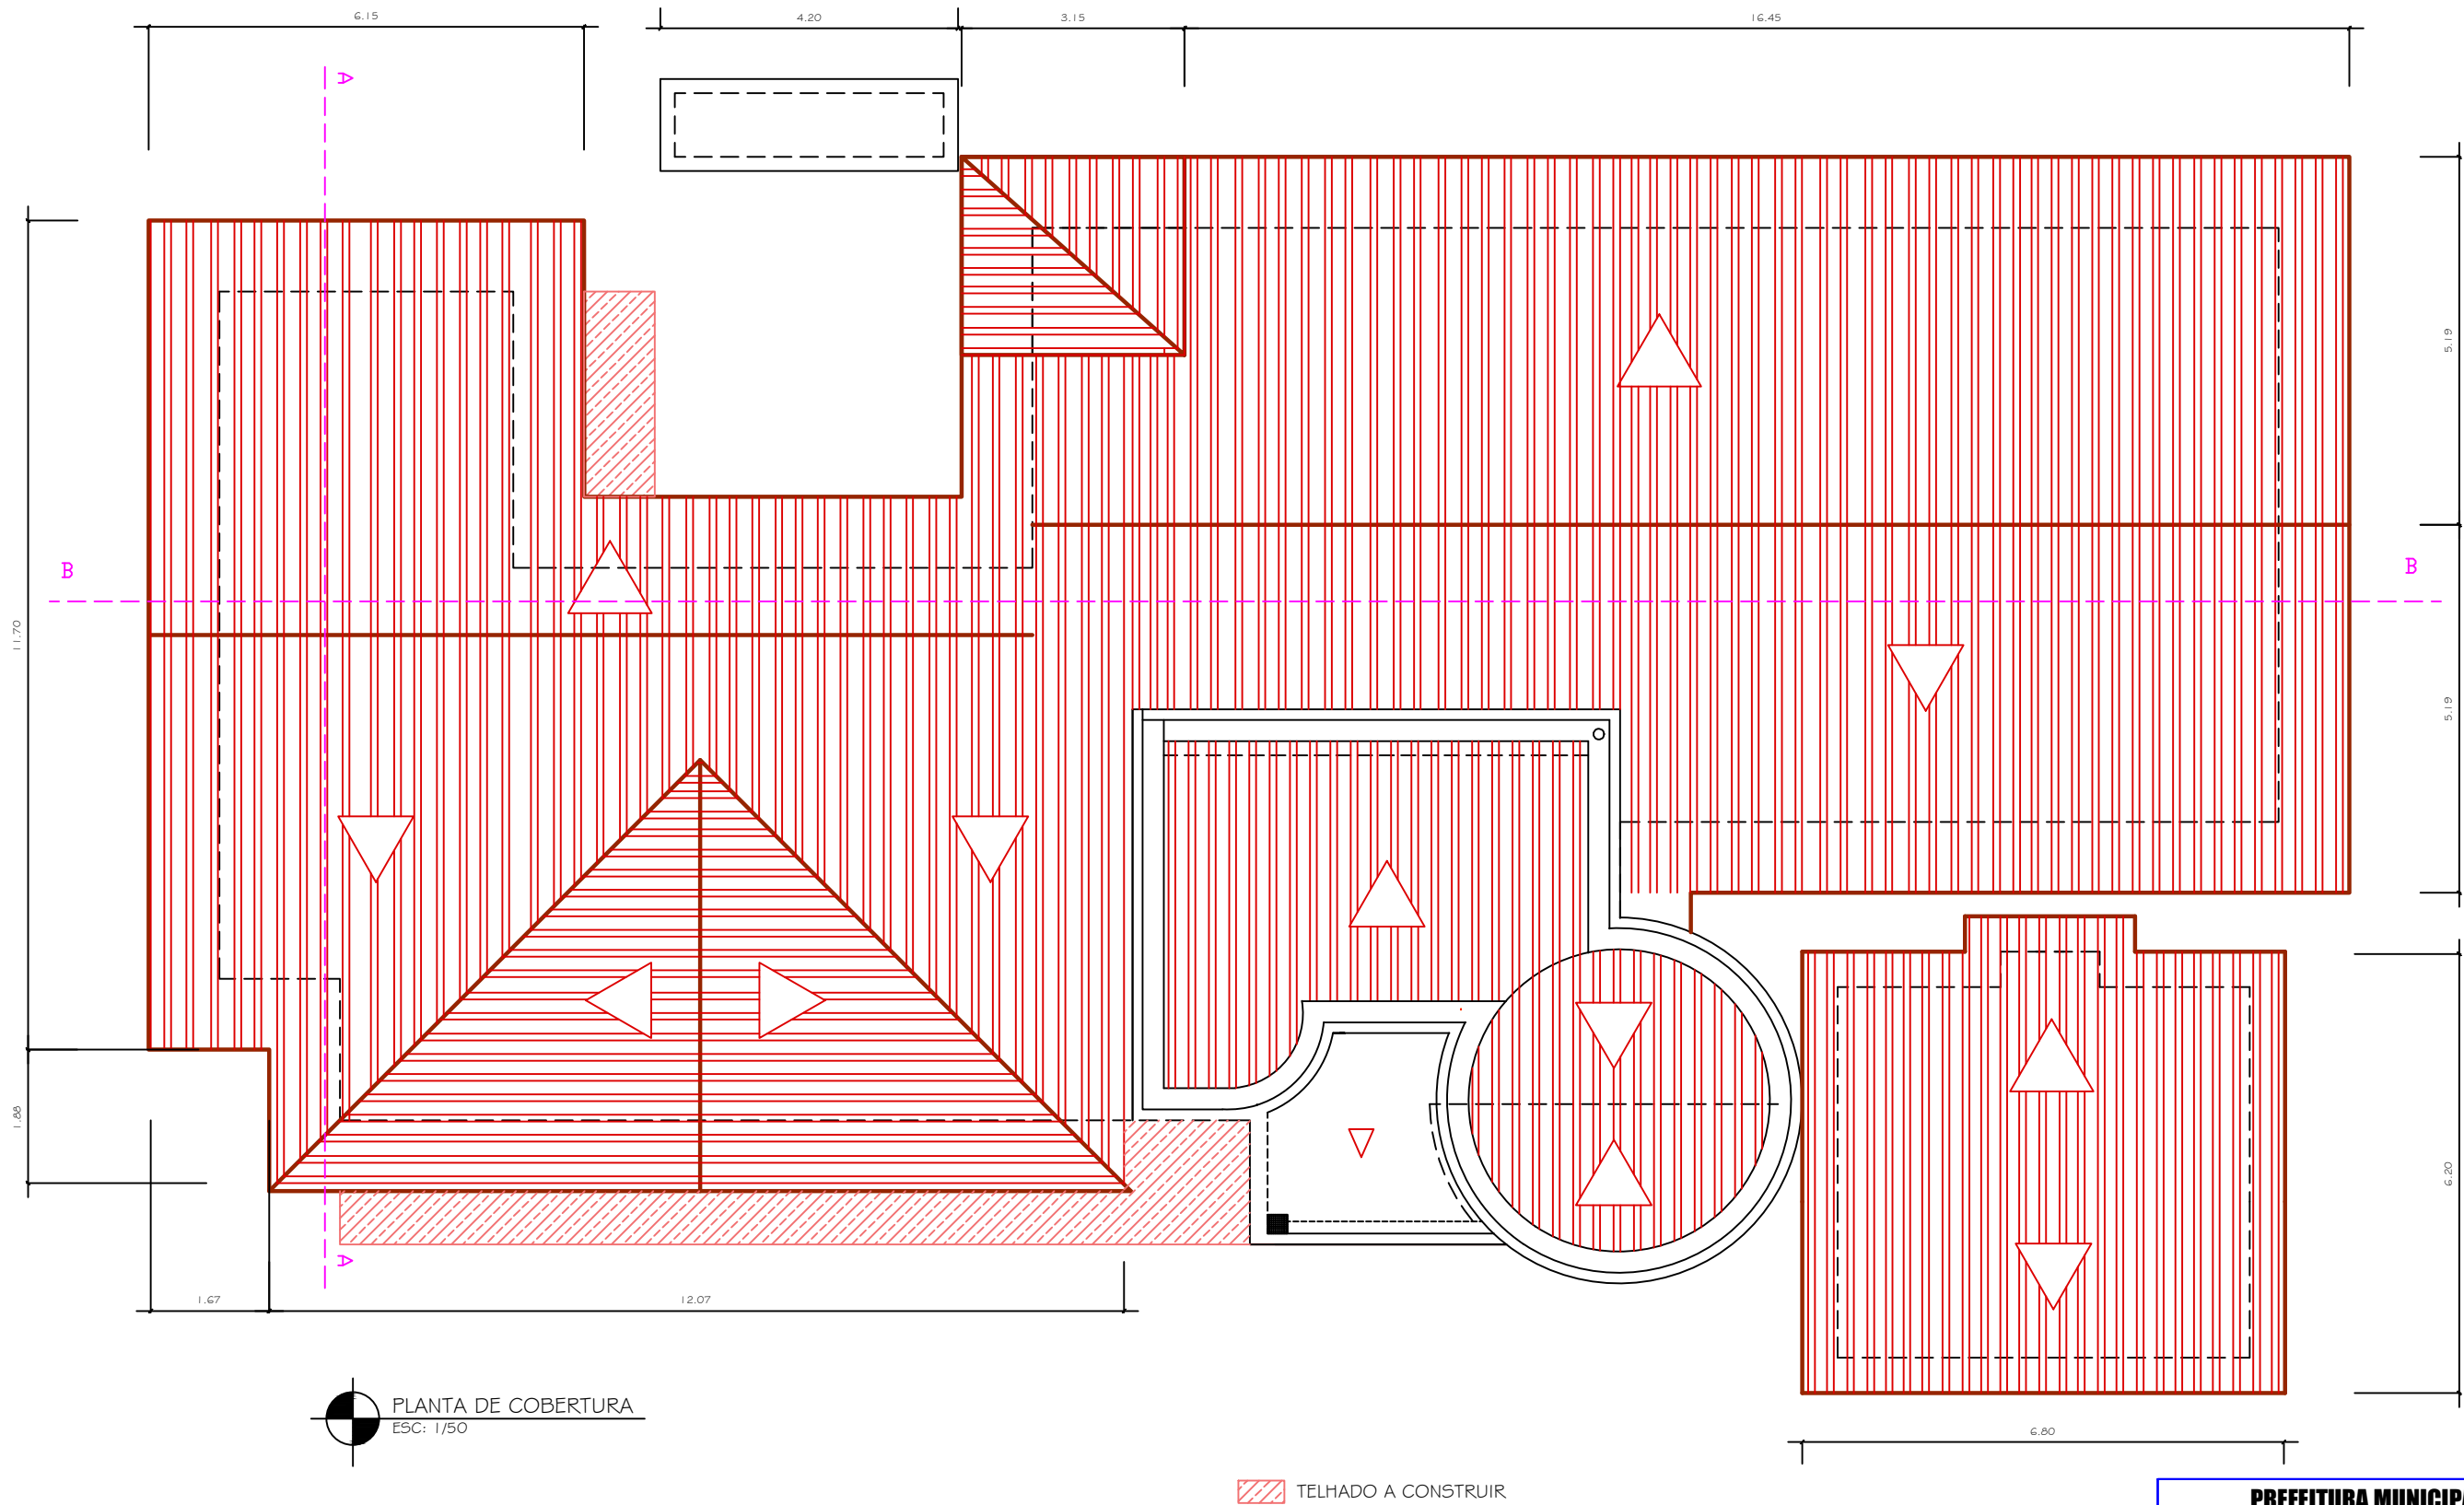 6.15
4.20
3.15
16.45
A
5.19
B
B
11.70
5.19
1.88
6.20
A
1.67
12.07
PLANTA DE COBERTURA
ESC: 1/50
6.80
TELHADO A CONSTRUIR